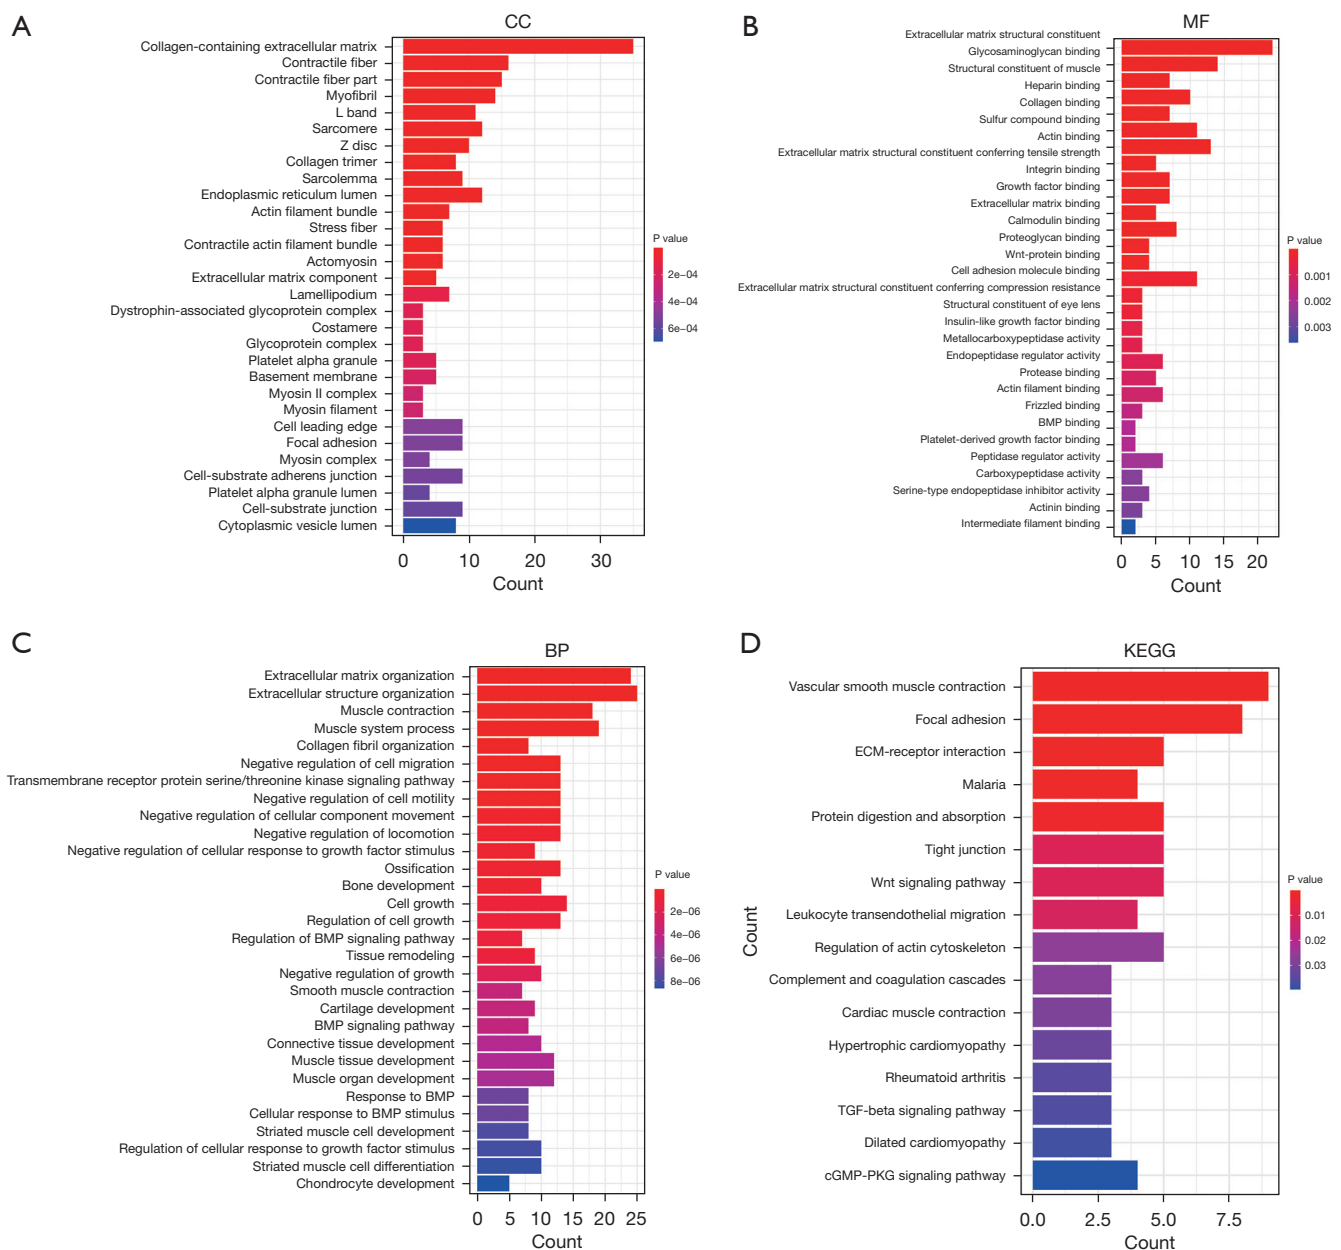 A
CC
Collagen-containing extracellular matrix
Contractile fiber
Contractile fiber part
Myofibril
L band
Sarcomere
Z disc
Collagen trimer
Sarcolemma
Endoplasmic reticulum lumen
Actin filament bundle
Stress fiber
Contractile actin filament bundle
Actomyosin
Extracellular matrix component
Lamellipodium
Dystrophin-associated glycoprotein complex
Costamere
Glycoprotein complex
Platelet alpha granule
Basement membrane
Myosin II complex
Myosin filament
Cell leading edge
Focal adhesion
Myosin complex
Cell-substrate adherens junction
Platelet alpha granule lumen
Cell-substrate junction
Cytoplasmic vesicle lumen
0 10 20 30
Count
P value
2e−04
4e−04
6e−04
B
MF
Extracellular matrix structural constituent
Glycosaminoglycan binding
Structural constituent of muscle
Heparin binding
Collagen binding
Sulfur compound binding
Actin binding
Extracellular matrix structural constituent conferring tensile strength
Integrin binding
Growth factor binding
Extracellular matrix binding
Calmodulin binding
Proteoglycan binding
Wnt-protein binding
Cell adhesion molecule binding
Extracellular matrix structural constituent conferring compression resistance
Structural constituent of eye lens
Insulin-like growth factor binding
Metallocarboxypeptidase activity
Endopeptidase regulator activity
Protease binding
Actin filament binding
Frizzled binding
BMP binding
Platelet-derived growth factor binding
Peptidase regulator activity
Carboxypeptidase activity
Serine-type endopeptidase inhibitor activity
Actinin binding
Intermediate filament binding
0 5 10 15 20
Count
P value
0.001
0.002
0.003
C
BP
Extracellular matrix organization
Extracellular structure organization
Muscle contraction
Muscle system process
Collagen fibril organization
Negative regulation of cell migration
Transmembrane receptor protein serine/threonine kinase signaling pathway
Negative regulation of cell motility
Negative regulation of cellular component movement
Negative regulation of locomotion
Negative regulation of cellular response to growth factor stimulus
Ossification
Bone development
Cell growth
Regulation of cell growth
Regulation of BMP signaling pathway
Tissue remodeling
Negative regulation of growth
Smooth muscle contraction
Cartilage development
BMP signaling pathway
Connective tissue development
Muscle tissue development
Muscle organ development
Response to BMP
Cellular response to BMP stimulus
Striated muscle cell development
Regulation of cellular response to growth factor stimulus
Striated muscle cell differentiation
Chondrocyte development
0 5 10 15 20 25
Count
P value
2e−06
4e−06
6e−06
8e−06
D
KEGG
Vascular smooth muscle contraction
Focal adhesion
ECM-receptor interaction
Malaria
Protein digestion and absorption
Tight junction
Wnt signaling pathway
Leukocyte transendothelial migration
Regulation of actin cytoskeleton
Complement and coagulation cascades
Cardiac muscle contraction
Hypertrophic cardiomyopathy
Rheumatoid arthritis
TGF-beta signaling pathway
Dilated cardiomyopathy
cGMP-PKG signaling pathway
Count
0.0 2.5 5.0 7.5
Count
P value
0.01
0.02
0.03